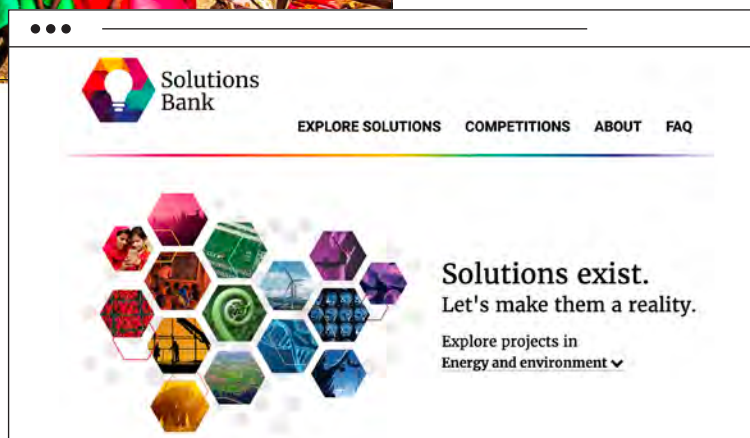 Solutions
Bank
EXPLORE SOLUTIONS COMPETITIONS ABOUT FAQ
Solutions exist.
Let's make them a reality.
Explore projects in
Energy and environment